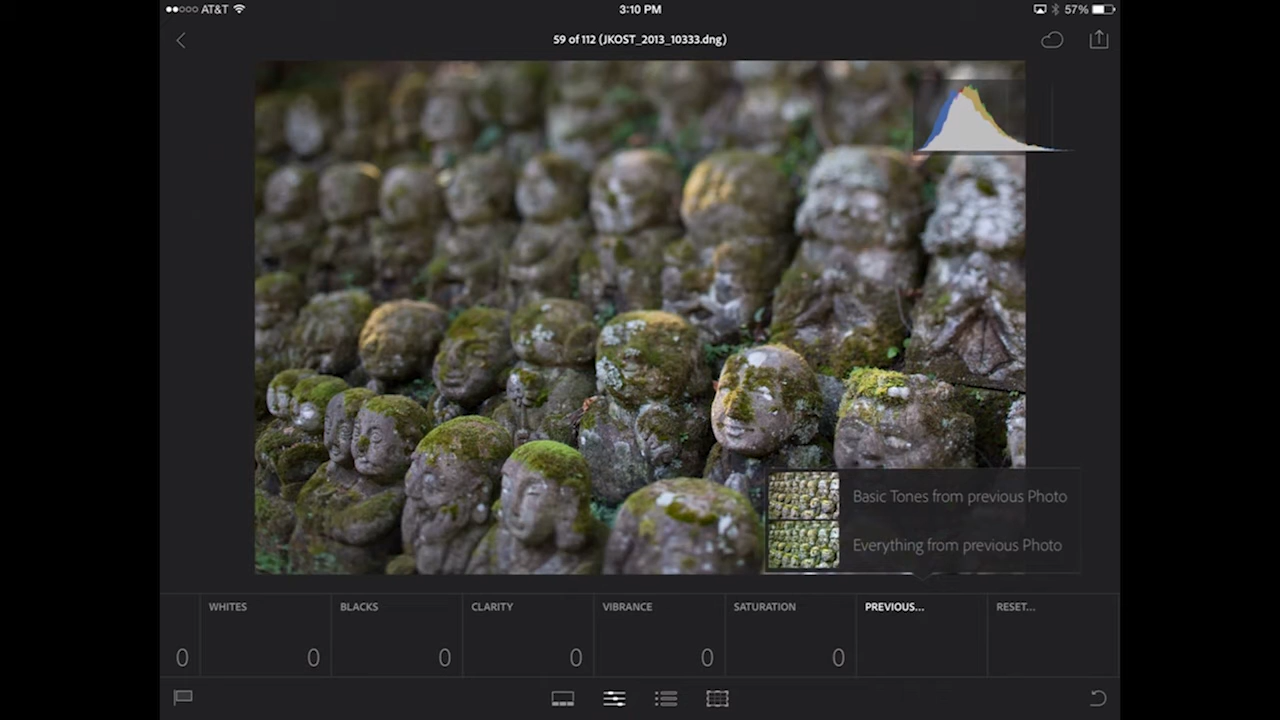 AT&T
3:10 PM
57%
59 of 112 (JKOST_2013_10333.dng)
Basic Tones from previous Photo
Everything from previous Photo
WHITES
BLACKS
CLARITY
VIBRANCE
SATURATION
PREVIOUS...
RESET...
0
0
0
0
0
0